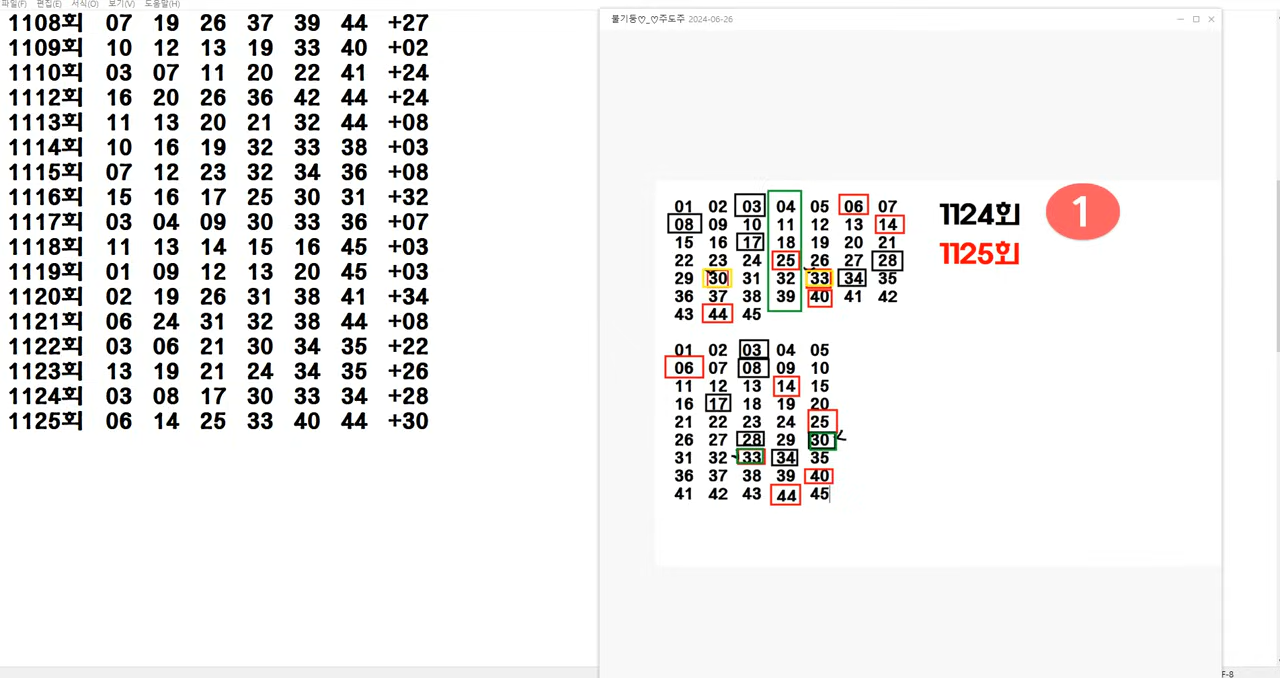 파일(F) 편집(E) 서식(O) 보기(V) 도움말(H)
1108회 07 19 26 37 39 44 +27
1109회 10 12 13 19 33 40 +02
1110회 03 07 11 20 22 41 +24
1112회 16 20 26 36 42 44 +24
1113회 11 13 20 21 32 44 +08
1114회 10 16 19 32 33 38 +03
1115회 07 12 23 32 34 36 +08
1116회 15 16 17 25 30 31 +32
1117회 03 04 09 30 33 36 +07
1118회 11 13 14 15 16 45 +03
1119회 01 09 12 13 20 45 +03
1120회 02 19 26 31 38 41 +34
1121회 06 24 31 32 38 44 +08
1122회 03 06 21 30 34 35 +22
1123회 13 19 21 24 34 35 +26
1124회 03 08 17 30 33 34 +28
1125회 06 14 25 33 40 44 +30
물기둥♡_♡주도주 2024-06-26
01 02 03 04 05 06 07
08 09 10 11 12 13 14
15 16 17 18 19 20 21
22 23 24 25 26 27 28
29 30 31 32 33 34 35
36 37 38 39 40 41 42
43 44 45
1124회
1125회
1
01 02 03 04 05
06 07 08 09 10
11 12 13 14 15
16 17 18 19 20
21 22 23 24 25
26 27 28 29 30
31 32 33 34 35
36 37 38 39 40
41 42 43 44 45
F-8